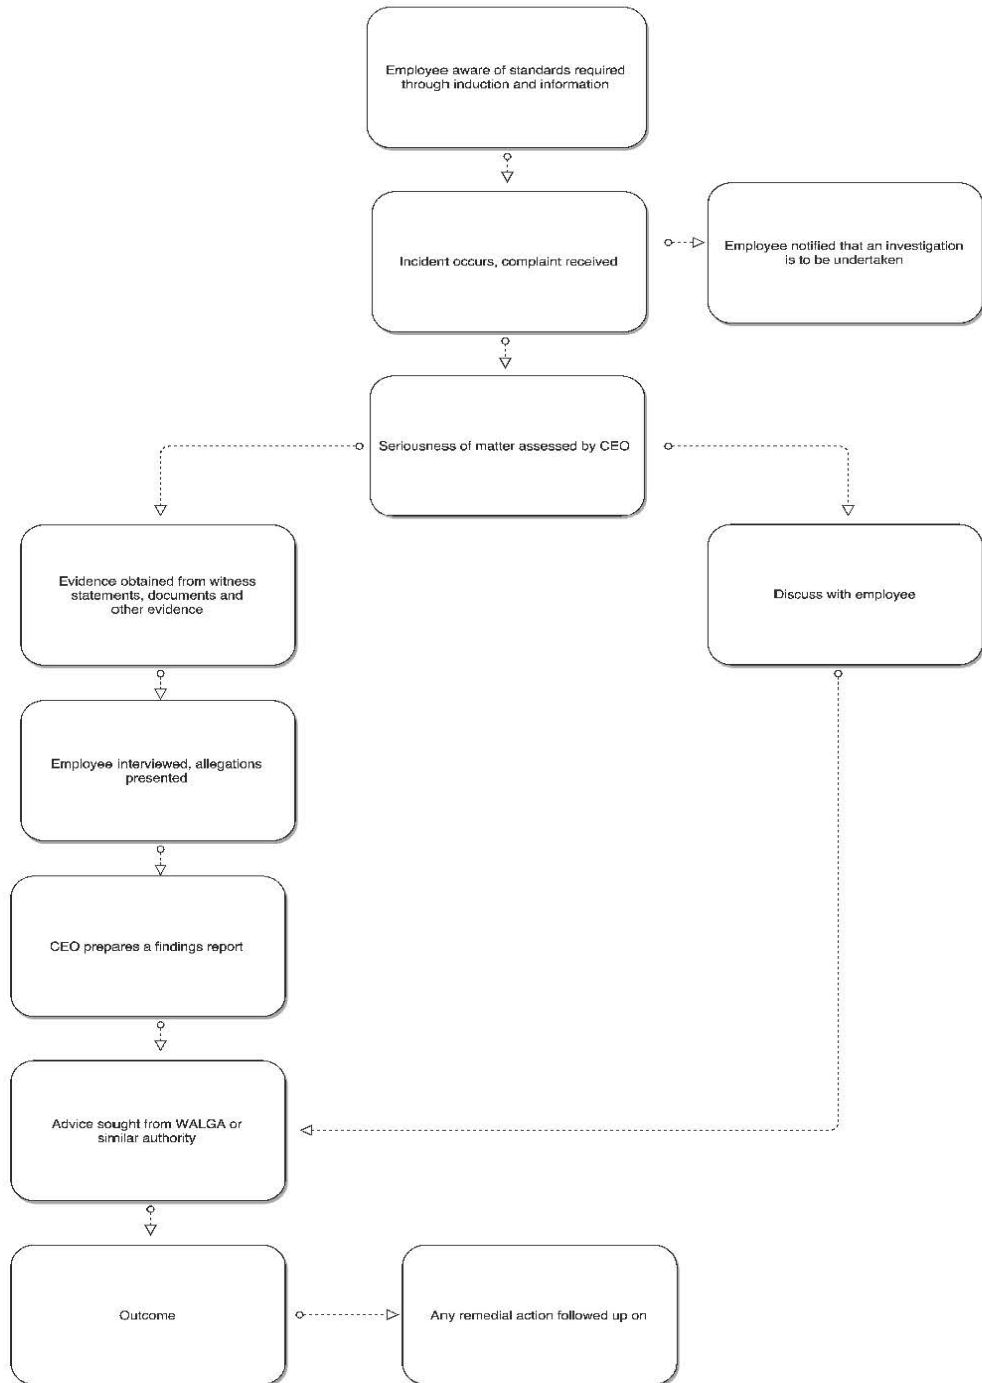 Employee aware of standards required
through induction and information
Incident occurs, complaint received
Employee notified that an investigation
is to be undertaken
Seriousness of matter assessed by CEO
Evidence obtained from witness
statements, documents and
other evidence
Discuss with employee
Employee interviewed, allegations
presented
CEO prepares a findings report
Advice sought from WALGA or
similar authority
Outcome
Any remedial action followed up on